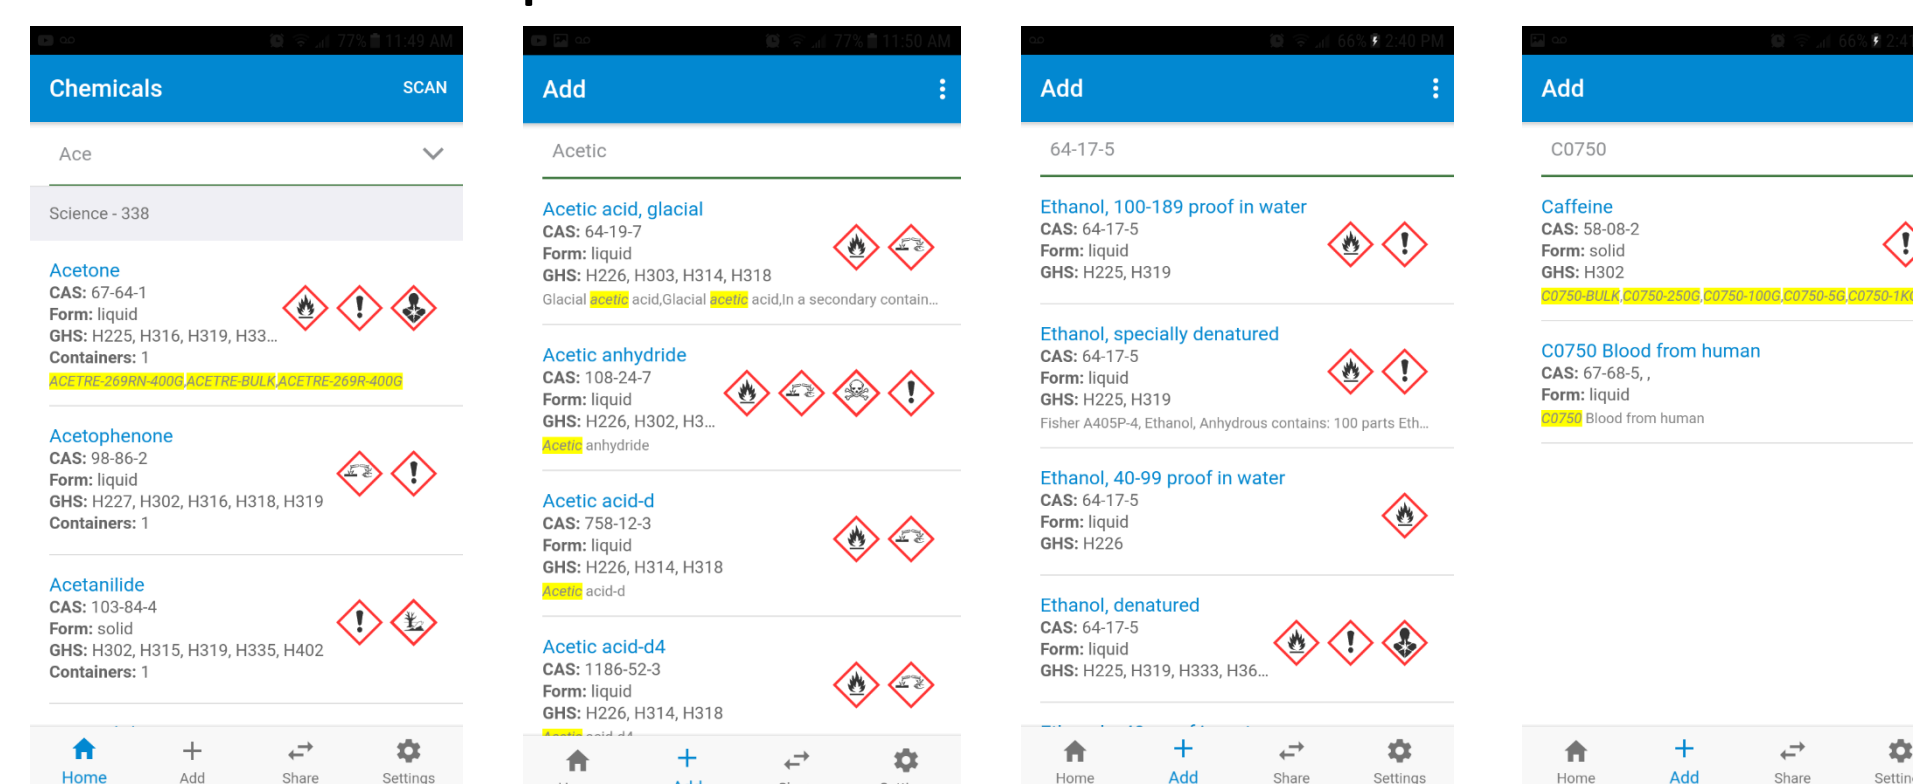 77% 11:49 AM
Chemicals
SCAN
Ace
Science - 338
Acetone
CAS: 67-64-1
Form: liquid
GHS: H225, H316, H319, H33...
Containers: 1
ACETRE-269RN-400G,ACETRE-BULK,ACETRE-269R-400G
Acetophenone
CAS: 98-86-2
Form: liquid
GHS: H227, H302, H316, H318, H319
Containers: 1
Acetanilide
CAS: 103-84-4
Form: solid
GHS: H302, H315, H319, H335, H402
Containers: 1
Home
Add
Share
Settings
77% 11:50 AM
Add
Acetic
Acetic acid, glacial
CAS: 64-19-7
Form: liquid
GHS: H226, H303, H314, H318
Glacial acetic acid,Glacial acetic acid,In a secondary contain...
Acetic anhydride
CAS: 108-24-7
Form: liquid
GHS: H226, H302, H3...
Acetic anhydride
Acetic acid-d
CAS: 758-12-3
Form: liquid
GHS: H226, H314, H318
Acetic acid-d
Acetic acid-d4
CAS: 1186-52-3
Form: liquid
GHS: H226, H314, H318
Acetic acid-d4
66% 2:40 PM
Add
64-17-5
Ethanol, 100-189 proof in water
CAS: 64-17-5
Form: liquid
GHS: H225, H319
Ethanol, specially denatured
CAS: 64-17-5
Form: liquid
GHS: H225, H319
Fisher A405P-4, Ethanol, Anhydrous contains: 100 parts Eth...
Ethanol, 40-99 proof in water
CAS: 64-17-5
Form: liquid
GHS: H226
Ethanol, denatured
CAS: 64-17-5
Form: liquid
GHS: H225, H319, H333, H36...
Home
Add
Share
Settings
66% 2:4
Add
C0750
Caffeine
CAS: 58-08-2
Form: solid
GHS: H302
C0750-BULK,C0750-250G,C0750-100G,C0750-5G,C0750-1KG
C0750 Blood from human
CAS: 67-68-5, ,
Form: liquid
C0750 Blood from human
Home
Add
Share
Settin